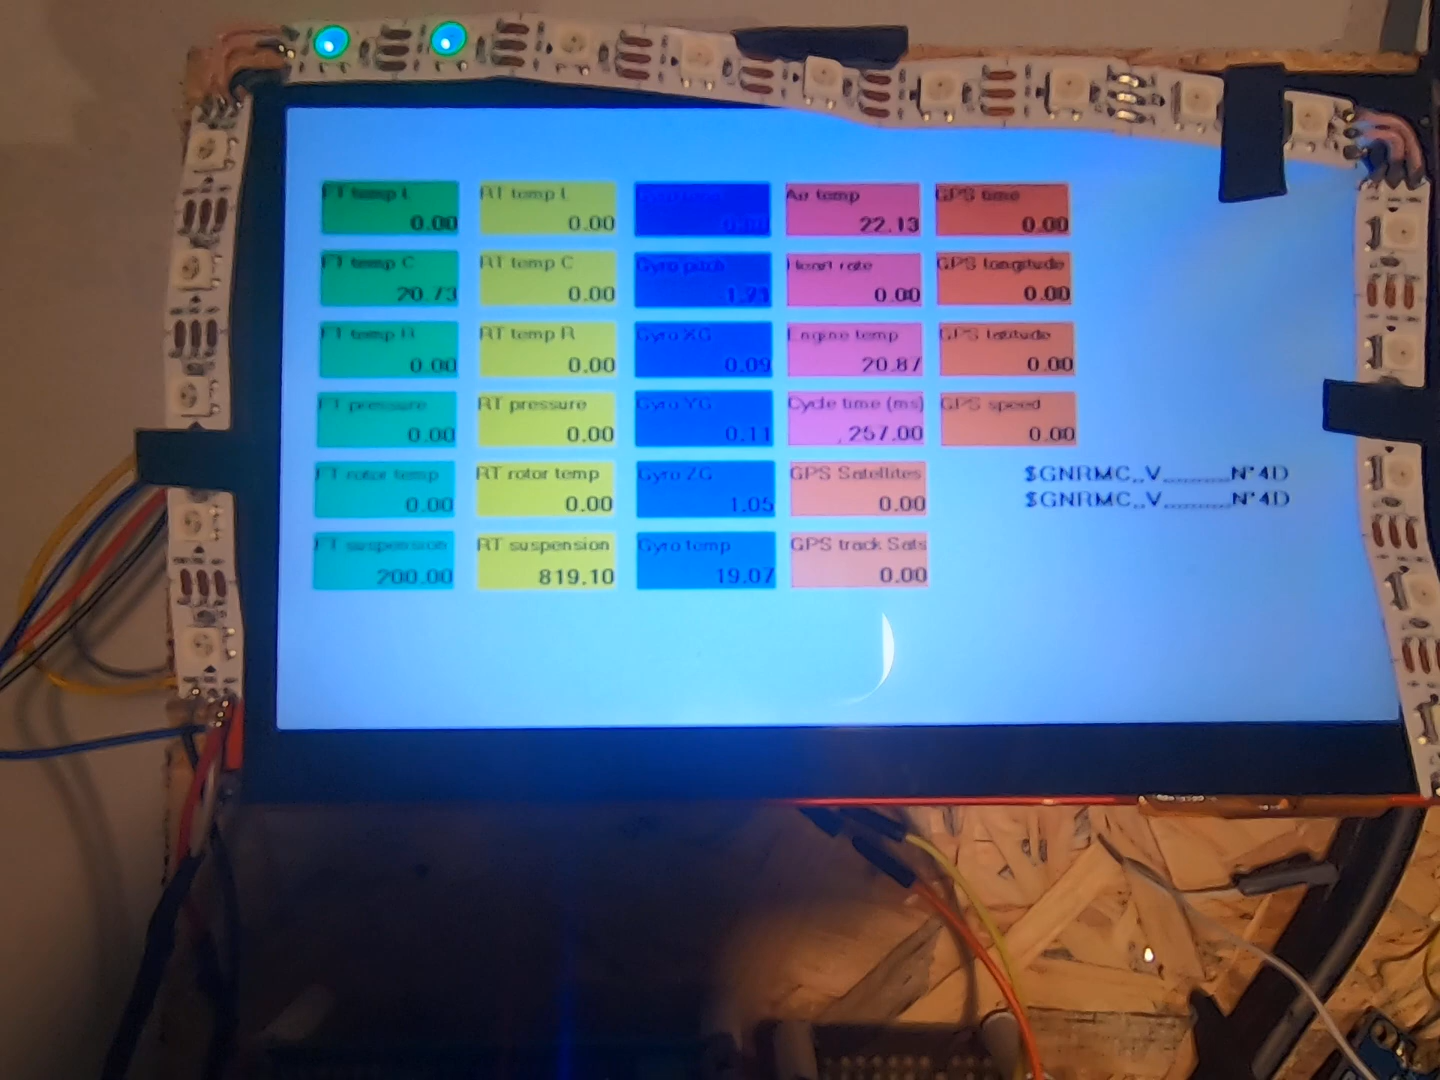 FT temp L
0.00
RT temp L
0.00
Air temp
22.13
GPS time
0.00
FT temp C
20.73
RT temp C
0.00
Gyro pitch
1.71
Heart rate
0.00
GPS longitude
0.00
FT temp R
0.00
RT temp R
0.00
Gyro XG
0.09
Engine temp
20.87
GPS latitude
0.00
FT pressure
0.00
RT pressure
0.00
Gyro YG
0.11
Cycle time (ms)
257.00
GPS speed
0.00
FT rotor temp
0.00
RT rotor temp
0.00
Gyro ZG
1.05
GPS Satellites
0.00
$GNRMC,,V,,,,,,,,,,N*4D
$GNRMC,,V,,,,,,,,,,N*4D
FT suspension
200.00
RT suspension
819.10
Gyro temp
19.07
GPS track Sats
0.00